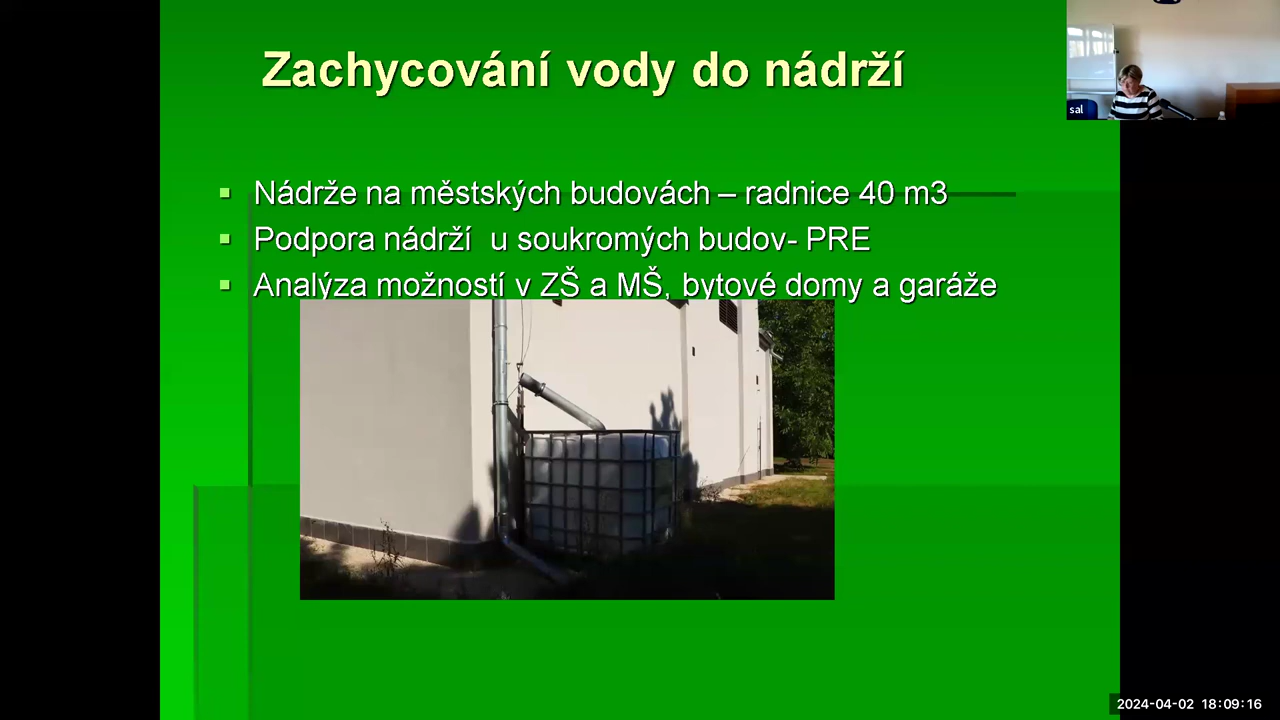 Zachycování vody do nádrží
sal
Nádrže na městských budovách – radnice 40 m3
Podpora nádrží u soukromých budov- PRE
Analýza možností v ZŠ a MŠ, bytové domy a garáže
2024-04-02 18:09:16